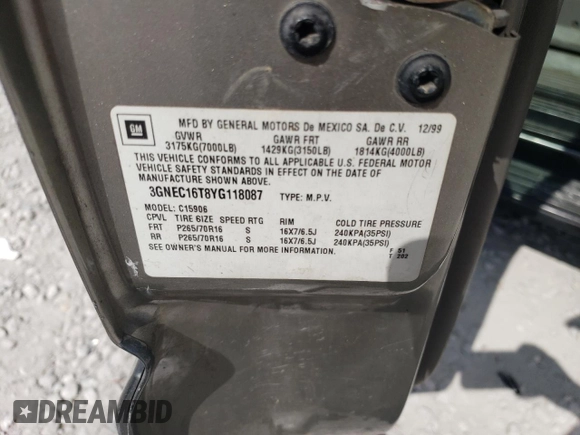 GM
MFD BY GENERAL MOTORS De MEXICO SA. De C.V. 12/99
GVWR GAWR FRT GAWR RR
3175KG(7000LB) 1429KG(3150LB) 1814KG(4000LB)
THIS VEHICLE CONFORMS TO ALL APPLICABLE U.S. FEDERAL MOTOR
VEHICLE SAFETY STANDARDS IN EFFECT ON THE DATE OF
MANUFACTURE SHOWN ABOVE.
3GNEC16T8YG118087 TYPE: M.P.V.
MODEL: C15906
CPVL TIRE SIZE SPEED RTG RIM COLD TIRE PRESSURE
FRT P265/70R16 S 16X7/6.5J 240KPA(35PSI)
RR P265/70R16 S 16X7/6.5J 240KPA(35PSI)
SEE OWNER'S MANUAL FOR MORE INFORMATION.
F 51
T 202
DREAMBID